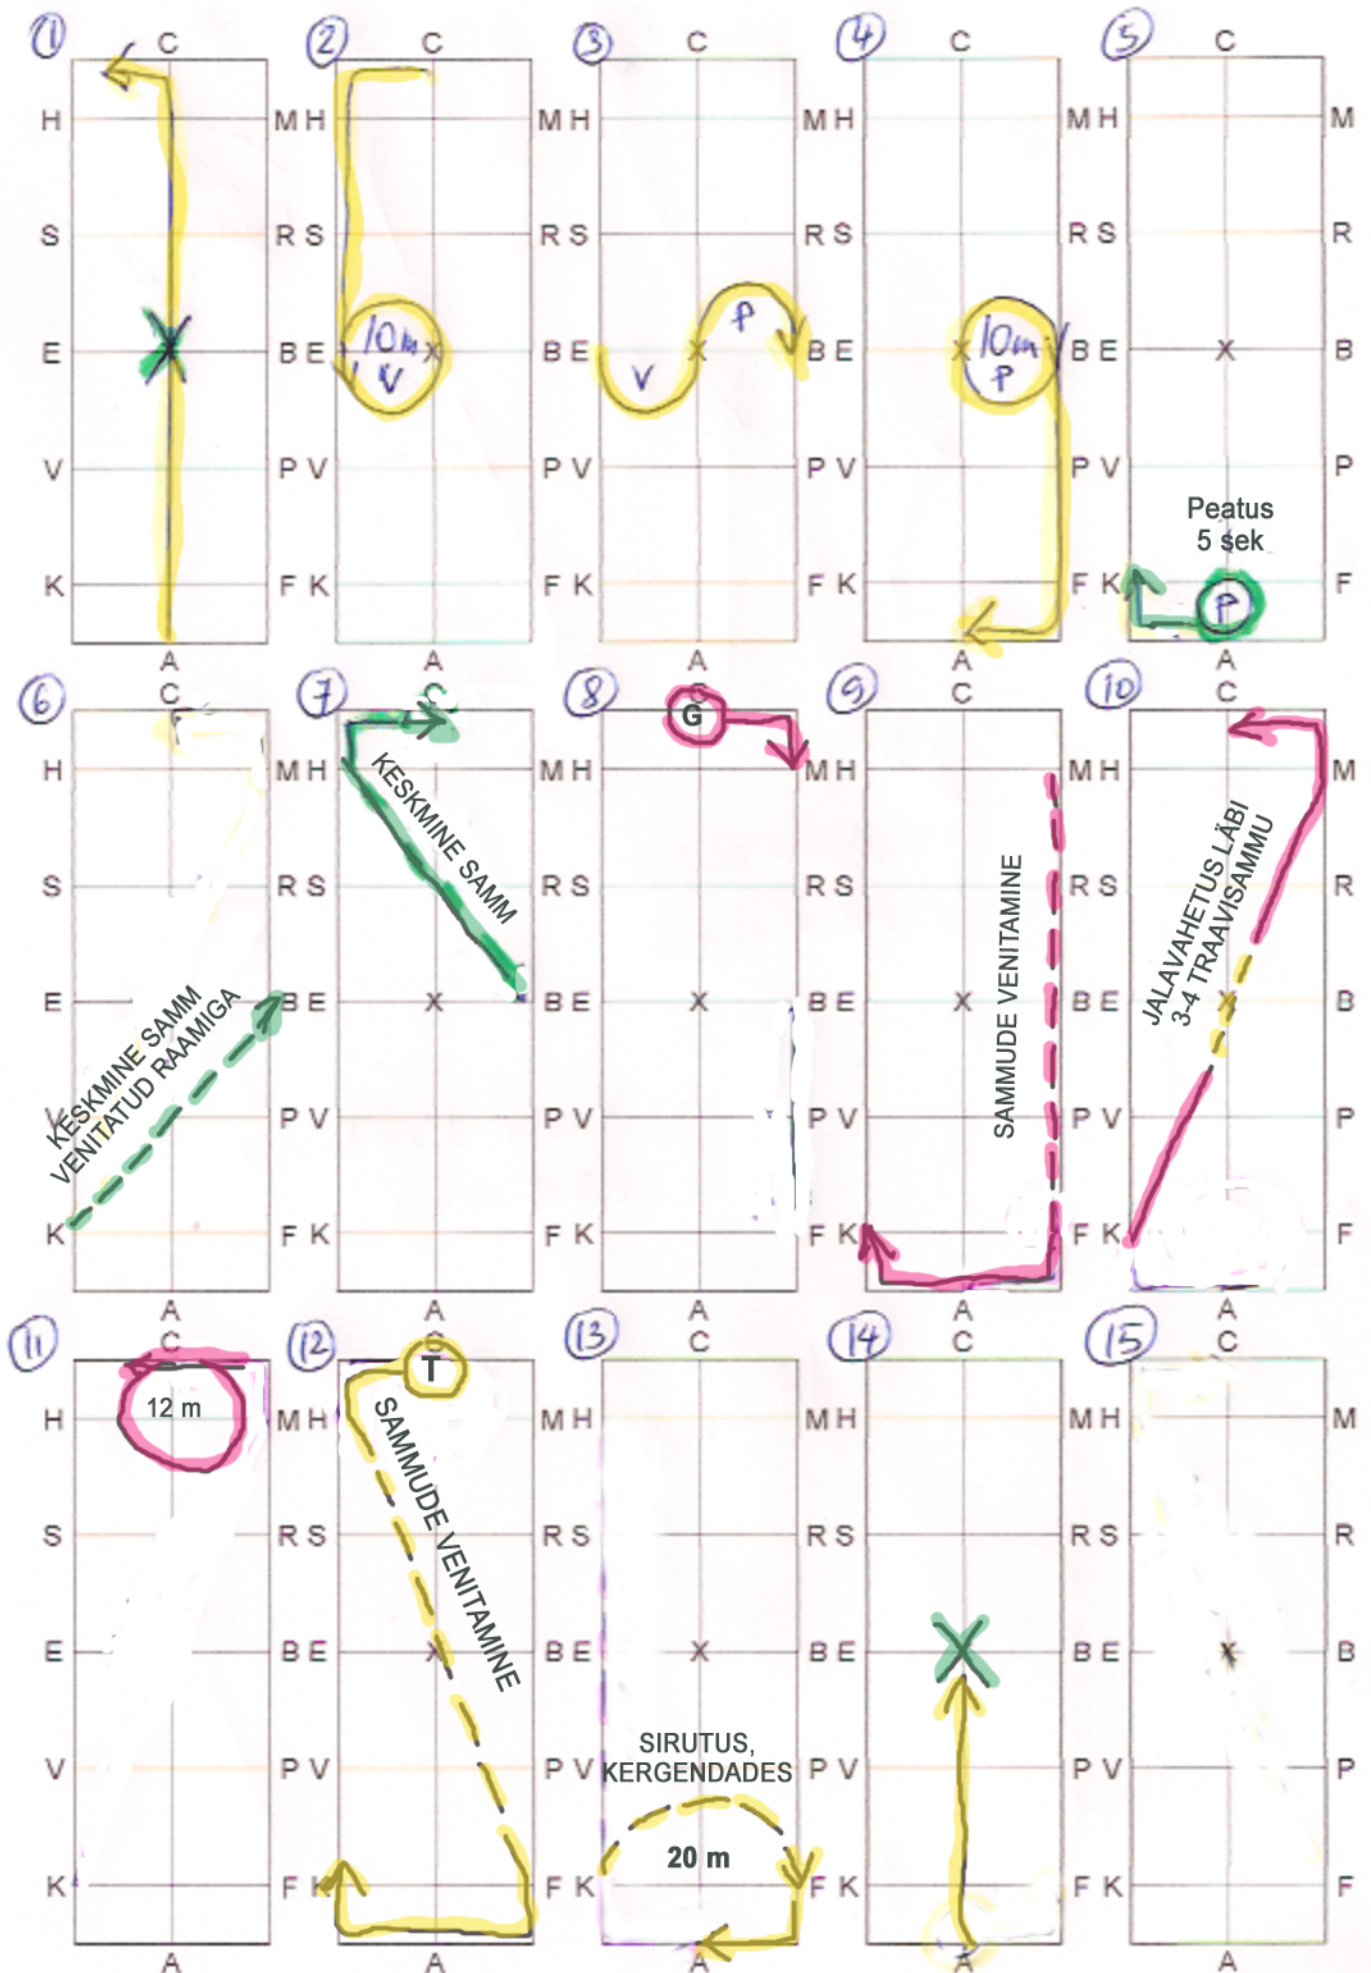 1 2 3 4 5
C C C C C
H M H M H M H M H M
S R S R S R S R S R
E 10m X B E X B E X 10m B E X B
V V P P
V P V P V P V P V P
Peatus
5 sek
K F K F K F K F K P F
A A A A
6 7 8 9 10
C C C C C
G
H M H M H M H M H M
KESKMINE SAMM
S R S R S R S R S R
SAMMUDE VENITAMINE
JALAVAHETUS LÄBI
3-4 TRAAVISAMMU
E B E X B E X B E X B E X B
KESKMINE SAMM
VENITATUD RAAMIGA
V P V P V P V P V P
K F K F K F K F K F
A A A A
11 12 13 14 15
C C C C C
T
12 m
H M H M H M H M H M
SAMMUDE VENITAMINE
S R S R S R S R S R
E B E X B E X B E X B E X B
SIRUTUS,
KERGENDADES
V P V P V P V P V P
20 m
K F K F K F K F K F
A A A A A